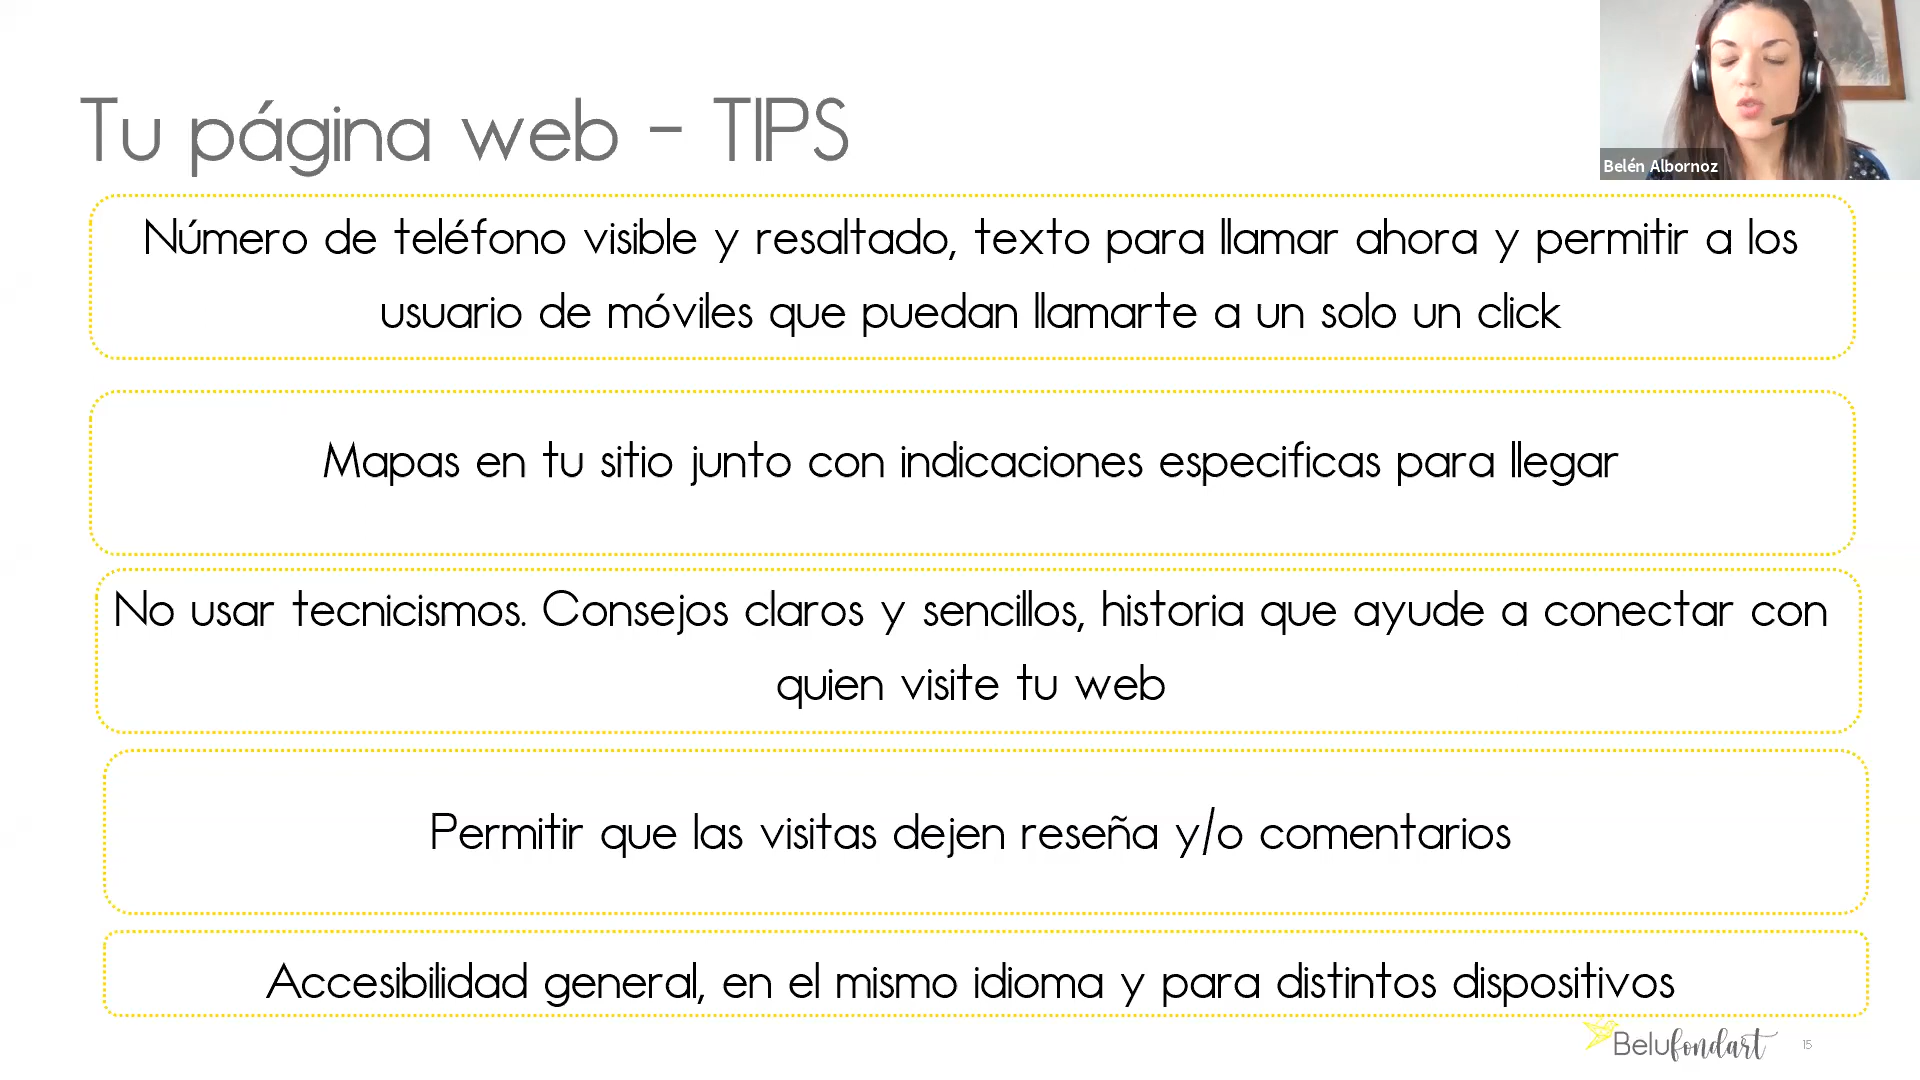 Tu página web - TIPS
Belén Albornoz
Número de teléfono visible y resaltado, texto para llamar ahora y permitir a los
usuario de móviles que puedan llamarte a un solo un click
Mapas en tu sitio junto con indicaciones especificas para llegar
No usar tecnicismos. Consejos claros y sencillos, historia que ayude a conectar con
quien visite tu web
Permitir que las visitas dejen reseña y/o comentarios
Accesibilidad general, en el mismo idioma y para distintos dispositivos
Belufondart
15